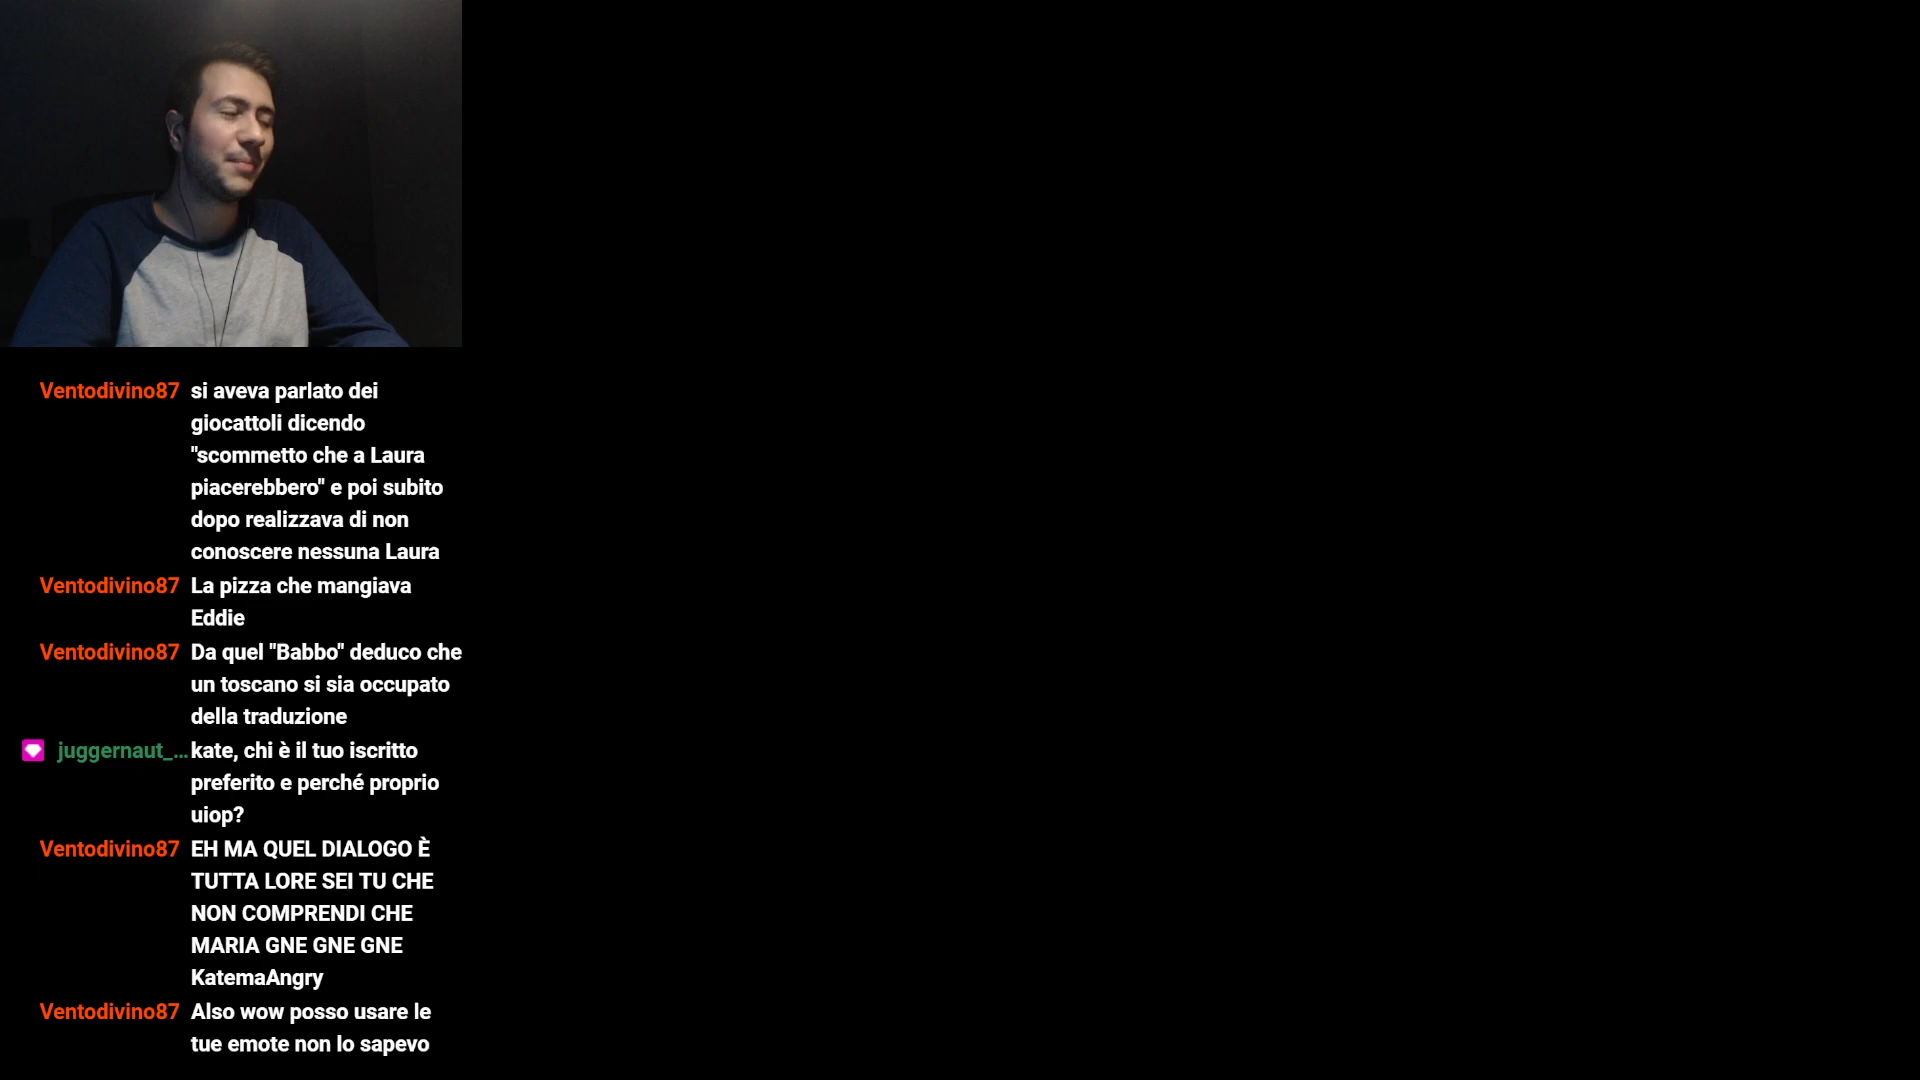 Ventodivino87 si aveva parlato dei
giocattoli dicendo
"scommetto che a Laura
piacerebbero" e poi subito
dopo realizzava di non
conoscere nessuna Laura
Ventodivino87 La pizza che mangiava
Eddie
Ventodivino87 Da quel "Babbo" deduco che
un toscano si sia occupato
della traduzione
juggernaut_... kate, chi è il tuo iscritto
preferito e perché proprio
uiop?
Ventodivino87 EH MA QUEL DIALOGO È
TUTTA LORE SEI TU CHE
NON COMPRENDI CHE
MARIA GNE GNE GNE
KatemaAngry
Ventodivino87 Also wow posso usare le
tue emote non lo sapevo